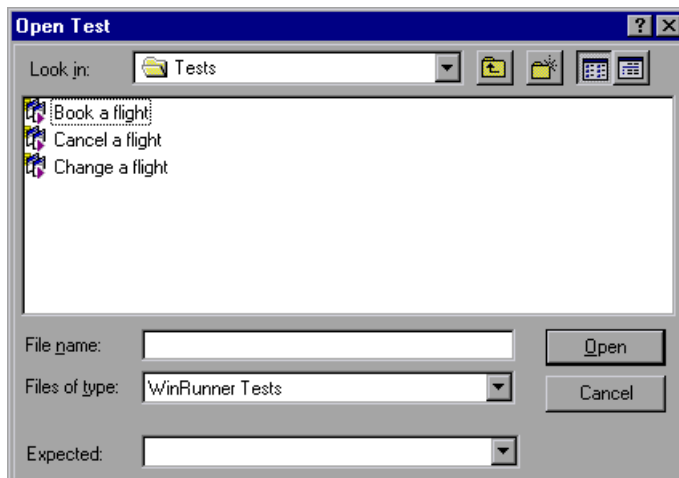 Open Test
Look in: Tests
Book a flight
Cancel a flight
Change a flight
File name: Open
Files of type: WinRunner Tests Cancel
Expected: